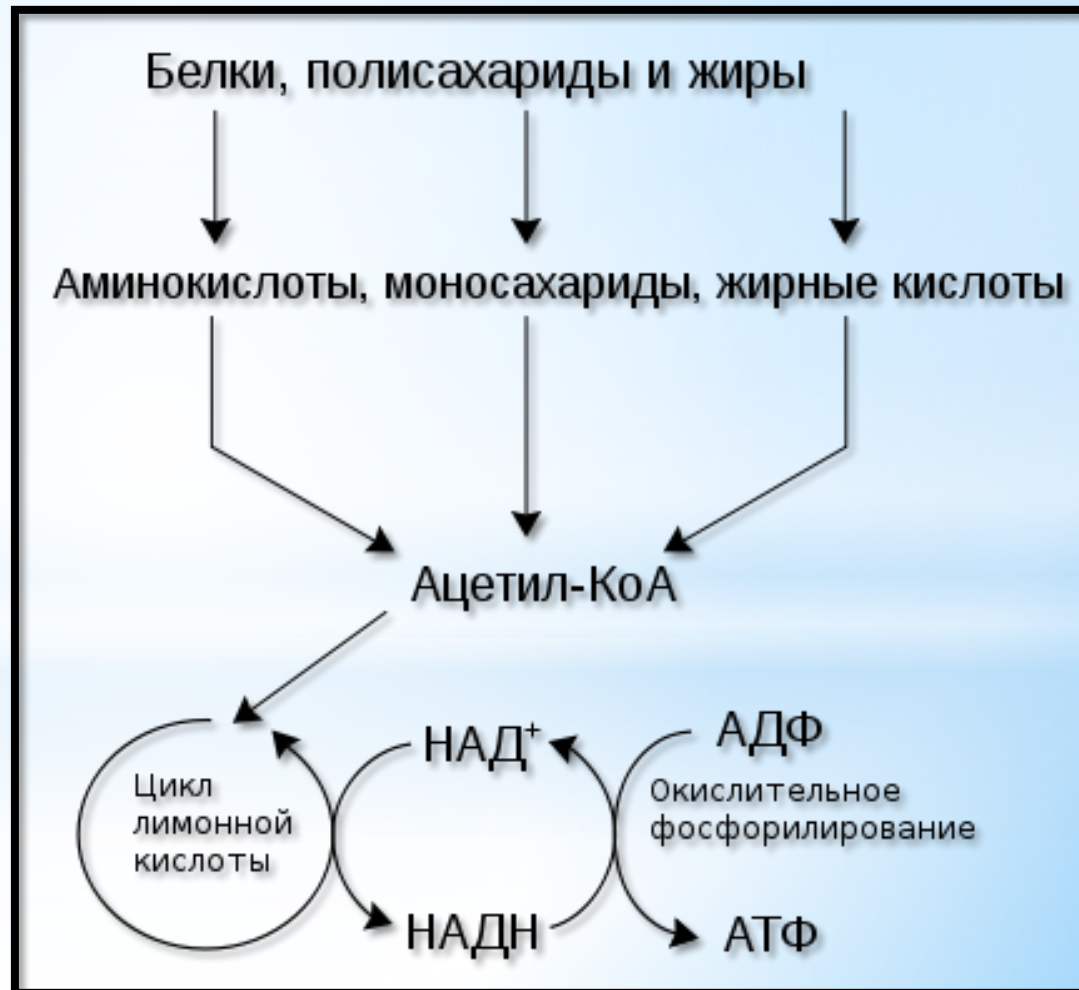 Белки, полисахариды и жиры
Аминокислоты, моносахариды, жирные кислоты
Ацетил-КоА
Цикл
лимонной
кислоты
НАД⁺
НАДН
АДФ
Окислительное
фосфорилирование
АТФ